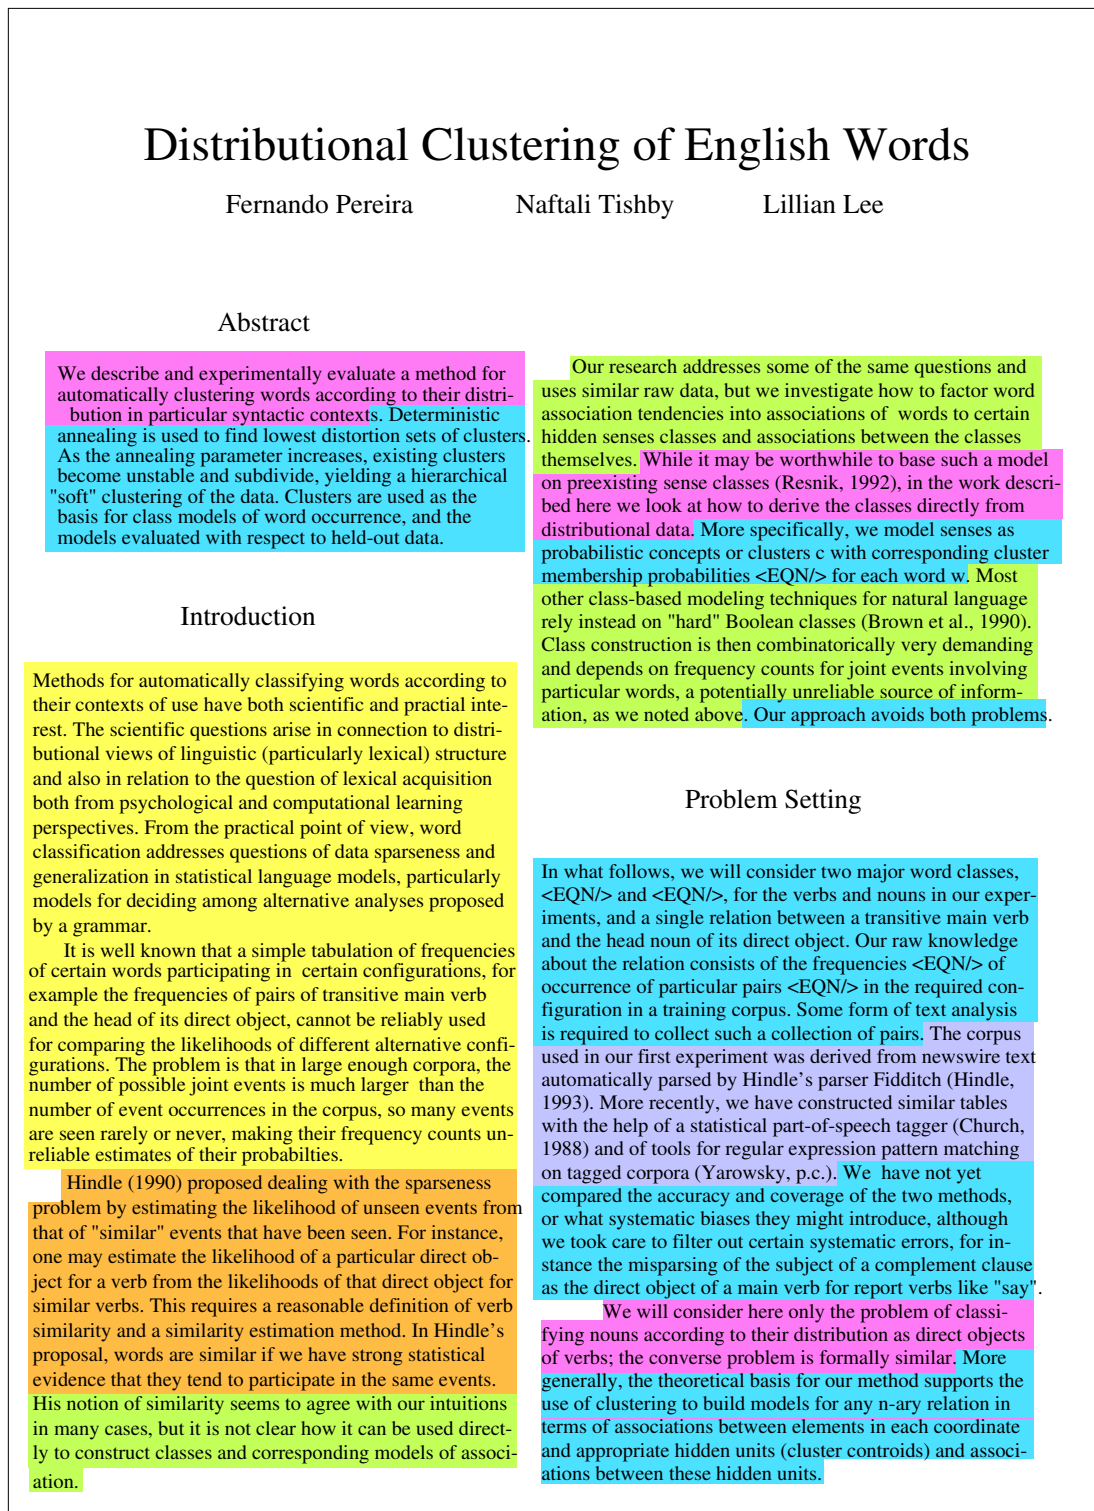 Distributional Clustering of English Words
Fernando Pereira Naftali Tishby Lillian Lee
Abstract
We describe and experimentally evaluate a method for
automatically clustering words according to their distri-
bution in particular syntactic contexts. Deterministic
annealing is used to find lowest distortion sets of clusters.
As the annealing parameter increases, existing clusters
become unstable and subdivide, yielding a hierarchical
"soft" clustering of the data. Clusters are used as the
basis for class models of word occurrence, and the
models evaluated with respect to held-out data.
Introduction
Methods for automatically classifying words according to
their contexts of use have both scientific and practial inte-
rest. The scientific questions arise in connection to distri-
butional views of linguistic (particularly lexical) structure
and also in relation to the question of lexical acquisition
both from psychological and computational learning
perspectives. From the practical point of view, word
classification addresses questions of data sparseness and
generalization in statistical language models, particularly
models for deciding among alternative analyses proposed
by a grammar.
It is well known that a simple tabulation of frequencies
of certain words participating in certain configurations, for
example the frequencies of pairs of transitive main verb
and the head of its direct object, cannot be reliably used
for comparing the likelihoods of different alternative confi-
gurations. The problem is that in large enough corpora, the
number of possible joint events is much larger than the
number of event occurrences in the corpus, so many events
are seen rarely or never, making their frequency counts un-
reliable estimates of their probabilties.
Hindle (1990) proposed dealing with the sparseness
problem by estimating the likelihood of unseen events from
that of "similar" events that have been seen. For instance,
one may estimate the likelihood of a particular direct ob-
ject for a verb from the likelihoods of that direct object for
similar verbs. This requires a reasonable definition of verb
similarity and a similarity estimation method. In Hindle's
proposal, words are similar if we have strong statistical
evidence that they tend to participate in the same events.
His notion of similarity seems to agree with our intuitions
in many cases, but it is not clear how it can be used direct-
ly to construct classes and corresponding models of associ-
ation.
Our research addresses some of the same questions and
uses similar raw data, but we investigate how to factor word
association tendencies into associations of words to certain
hidden senses classes and associations between the classes
themselves. While it may be worthwhile to base such a model
on preexisting sense classes (Resnik, 1992), in the work descri-
bed here we look at how to derive the classes directly from
distributional data. More specifically, we model senses as
probabilistic concepts or clusters c with corresponding cluster
membership probabilities <EQN/> for each word w. Most
other class-based modeling techniques for natural language
rely instead on "hard" Boolean classes (Brown et al., 1990).
Class construction is then combinatorically very demanding
and depends on frequency counts for joint events involving
particular words, a potentially unreliable source of inform-
ation, as we noted above. Our approach avoids both problems.
Problem Setting
In what follows, we will consider two major word classes,
<EQN/> and <EQN/>, for the verbs and nouns in our exper-
iments, and a single relation between a transitive main verb
and the head noun of its direct object. Our raw knowledge
about the relation consists of the frequencies <EQN/> of
occurrence of particular pairs <EQN/> in the required con-
figuration in a training corpus. Some form of text analysis
is required to collect such a collection of pairs. The corpus
used in our first experiment was derived from newswire text
automatically parsed by Hindle's parser Fidditch (Hindle,
1993). More recently, we have constructed similar tables
with the help of a statistical part-of-speech tagger (Church,
1988) and of tools for regular expression pattern matching
on tagged corpora (Yarowsky, p.c.). We have not yet
compared the accuracy and coverage of the two methods,
or what systematic biases they might introduce, although
we took care to filter out certain systematic errors, for in-
stance the misparsing of the subject of a complement clause
as the direct object of a main verb for report verbs like "say".
We will consider here only the problem of classi-
fying nouns according to their distribution as direct objects
of verbs; the converse problem is formally similar. More
generally, the theoretical basis for our method supports the
use of clustering to build models for any n-ary relation in
terms of associations between elements in each coordinate
and appropriate hidden units (cluster controids) and associ-
ations between these hidden units.